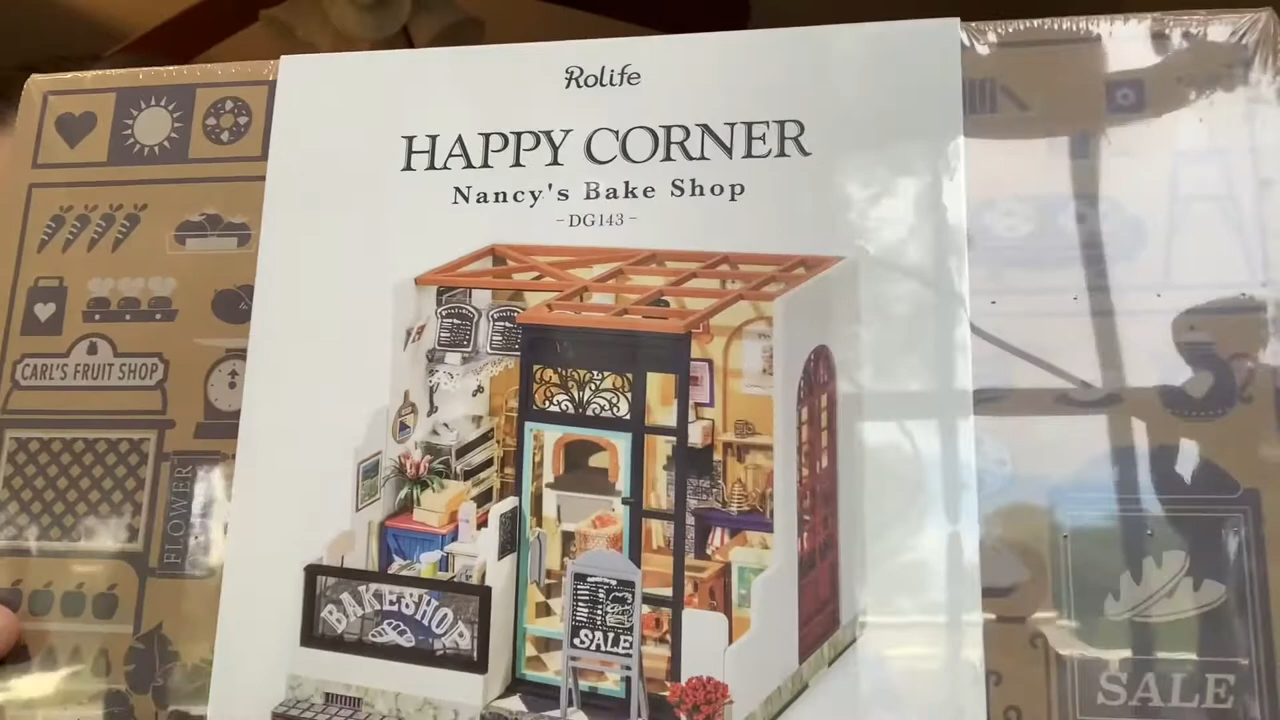 Rolife
HAPPY CORNER
Nancy's Bake Shop
-DG143-
CARL'S FRUIT SHOP
FLOWER
BAKESHOP
SALE
SALE